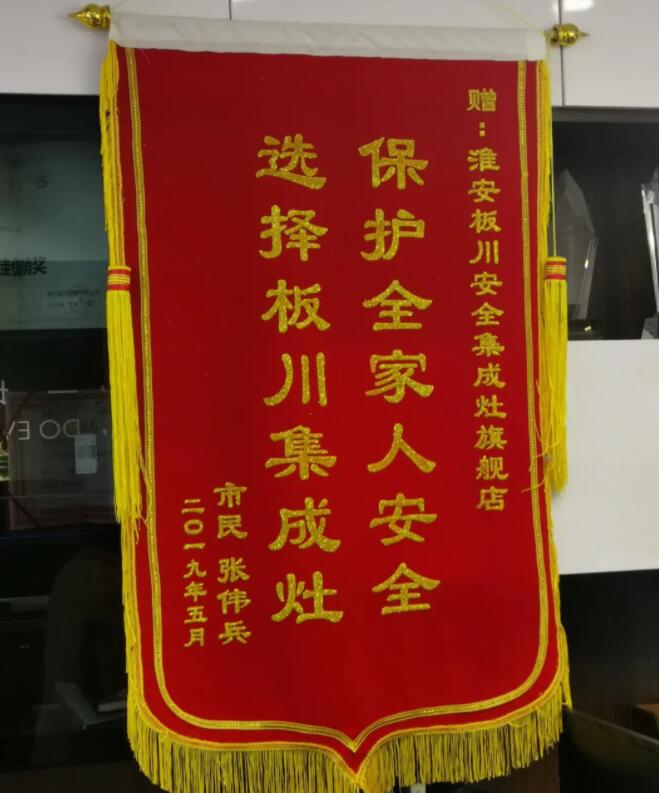 赠：淮安板川安全集成灶旗舰店
保护全家人安全
选择板川集成灶
市民 张伟兵
二〇一九年五月